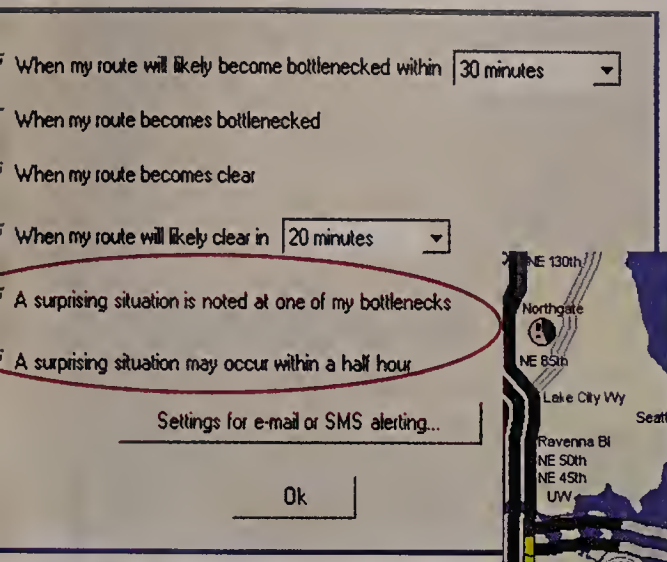 When my route will likely become bottlenecked within 30 minutes
When my route becomes bottlenecked
When my route becomes clear
When my route will likely clear in 20 minutes
A surprising situation is noted at one of my bottlenecks
A surprising situation may occur within a half hour
Settings for e-mail or SMS alerting...
Ok
NE 130th
Northgate
NE 85th
Lake City Wy
Seatt
Ravenna Bl
NE 50th
NE 45th
UW